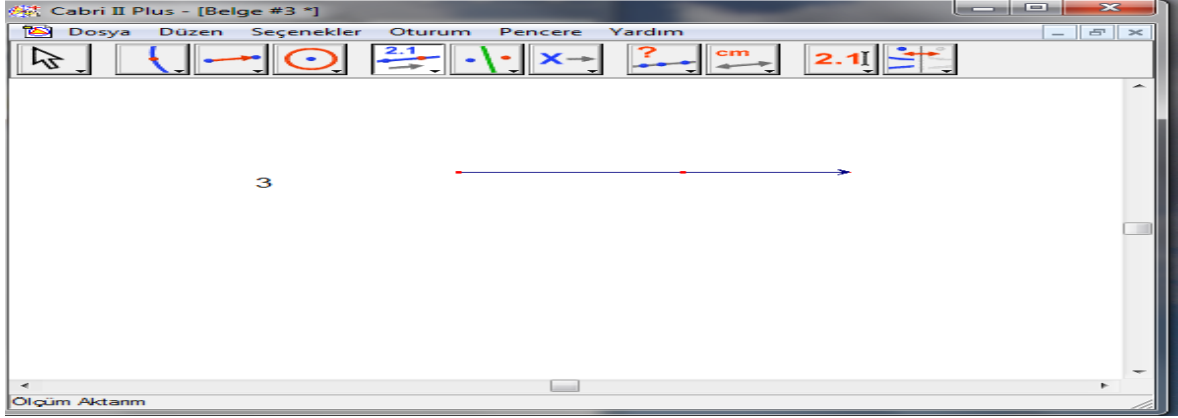 Cabri II Plus - [Belge #3 *]
Dosya Düzen Seçenekler Oturum Pencere Yardım
2.1 ? cm 2.1
3
Ölçüm Aktarım